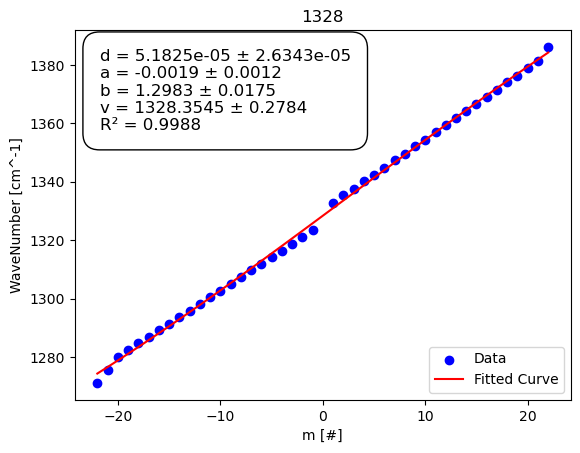 1328
d = 5.1825e-05 ± 2.6343e-05
a = -0.0019 ± 0.0012
b = 1.2983 ± 0.0175
v = 1328.3545 ± 0.2784
R² = 0.9988
WaveNumber [cm^-1]
1380
1360
1340
1320
1300
1280
Data
Fitted Curve
−20
−10
0
10
20
m [#]